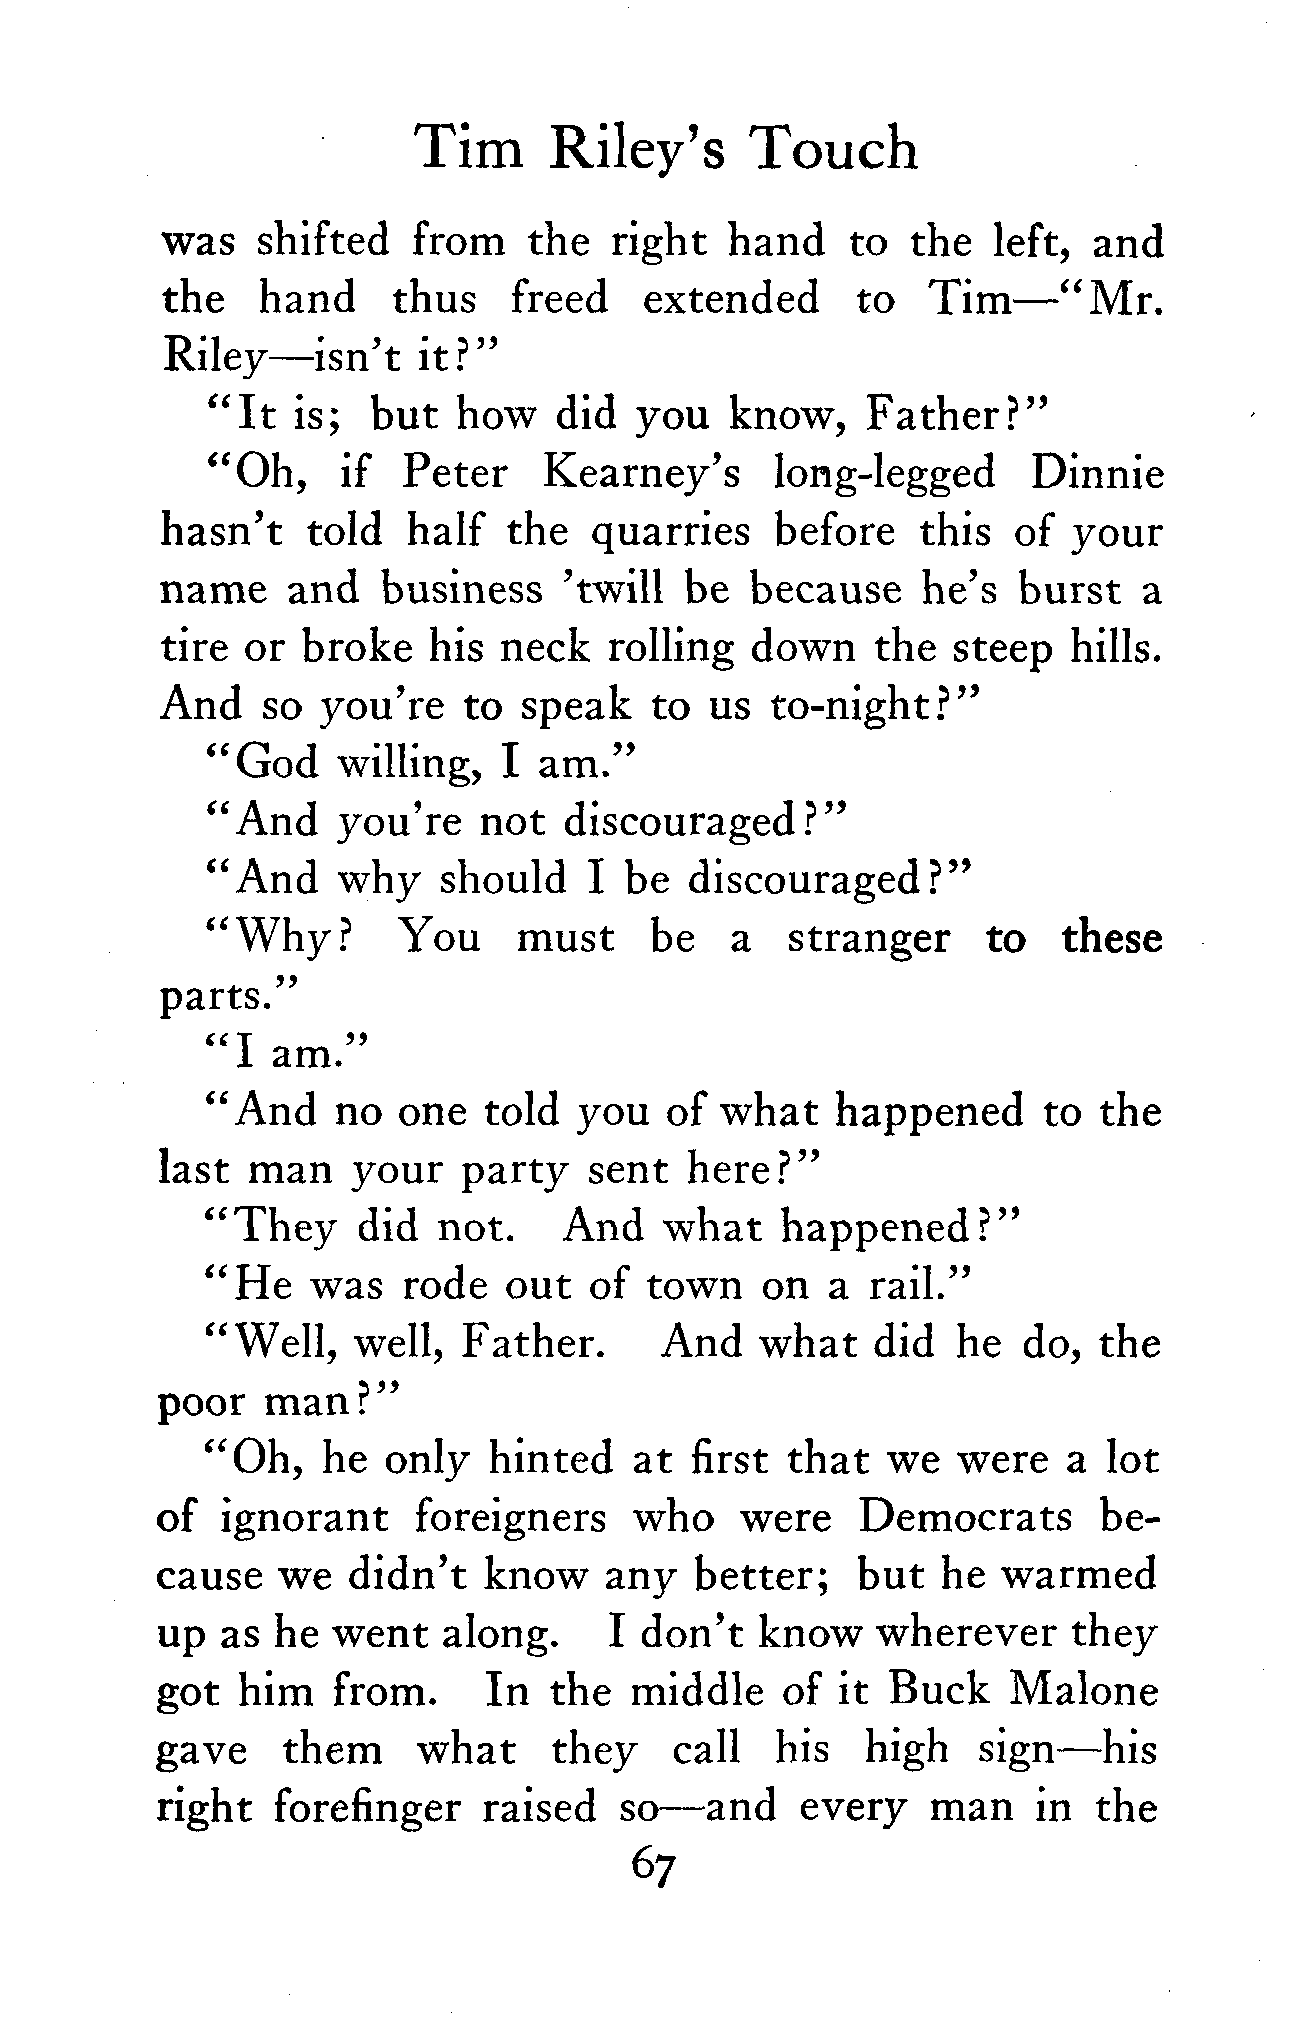 Tim Riley's Touch
was shifted from the right hand to the left, and
the hand thus freed extended to Tim—"Mr.
Riley—isn't it?"
"It is; but how did you know, Father?"
"Oh, if Peter Kearney's long-legged Dinnie
hasn't told half the quarries before this of your
name and business 'twill be because he's burst a
tire or broke his neck rolling down the steep hills.
And so you're to speak to us to-night?"
"God willing, I am."
"And you're not discouraged?"
"And why should I be discouraged?"
"Why? You must be a stranger to these
parts."
"I am."
"And no one told you of what happened to the
last man your party sent here?"
"They did not. And what happened?"
"He was rode out of town on a rail."
"Well, well, Father. And what did he do, the
poor man?"
"Oh, he only hinted at first that we were a lot
of ignorant foreigners who were Democrats be-
cause we didn't know any better; but he warmed
up as he went along. I don't know wherever they
got him from. In the middle of it Buck Malone
gave them what they call his high sign—his
right forefinger raised so—and every man in the
67